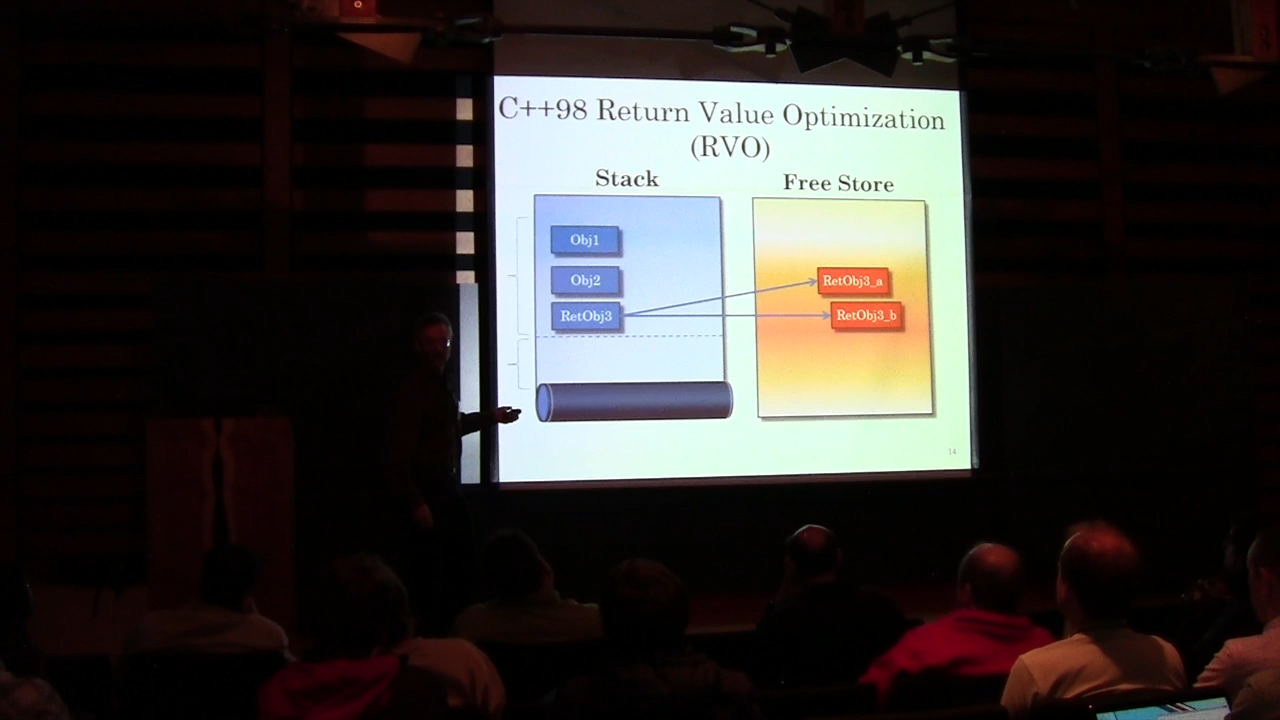 C++98 Return Value Optimization
(RVO)
Stack
Free Store
Obj1
Obj2
RetObj3
RetObj3_a
RetObj3_b
14